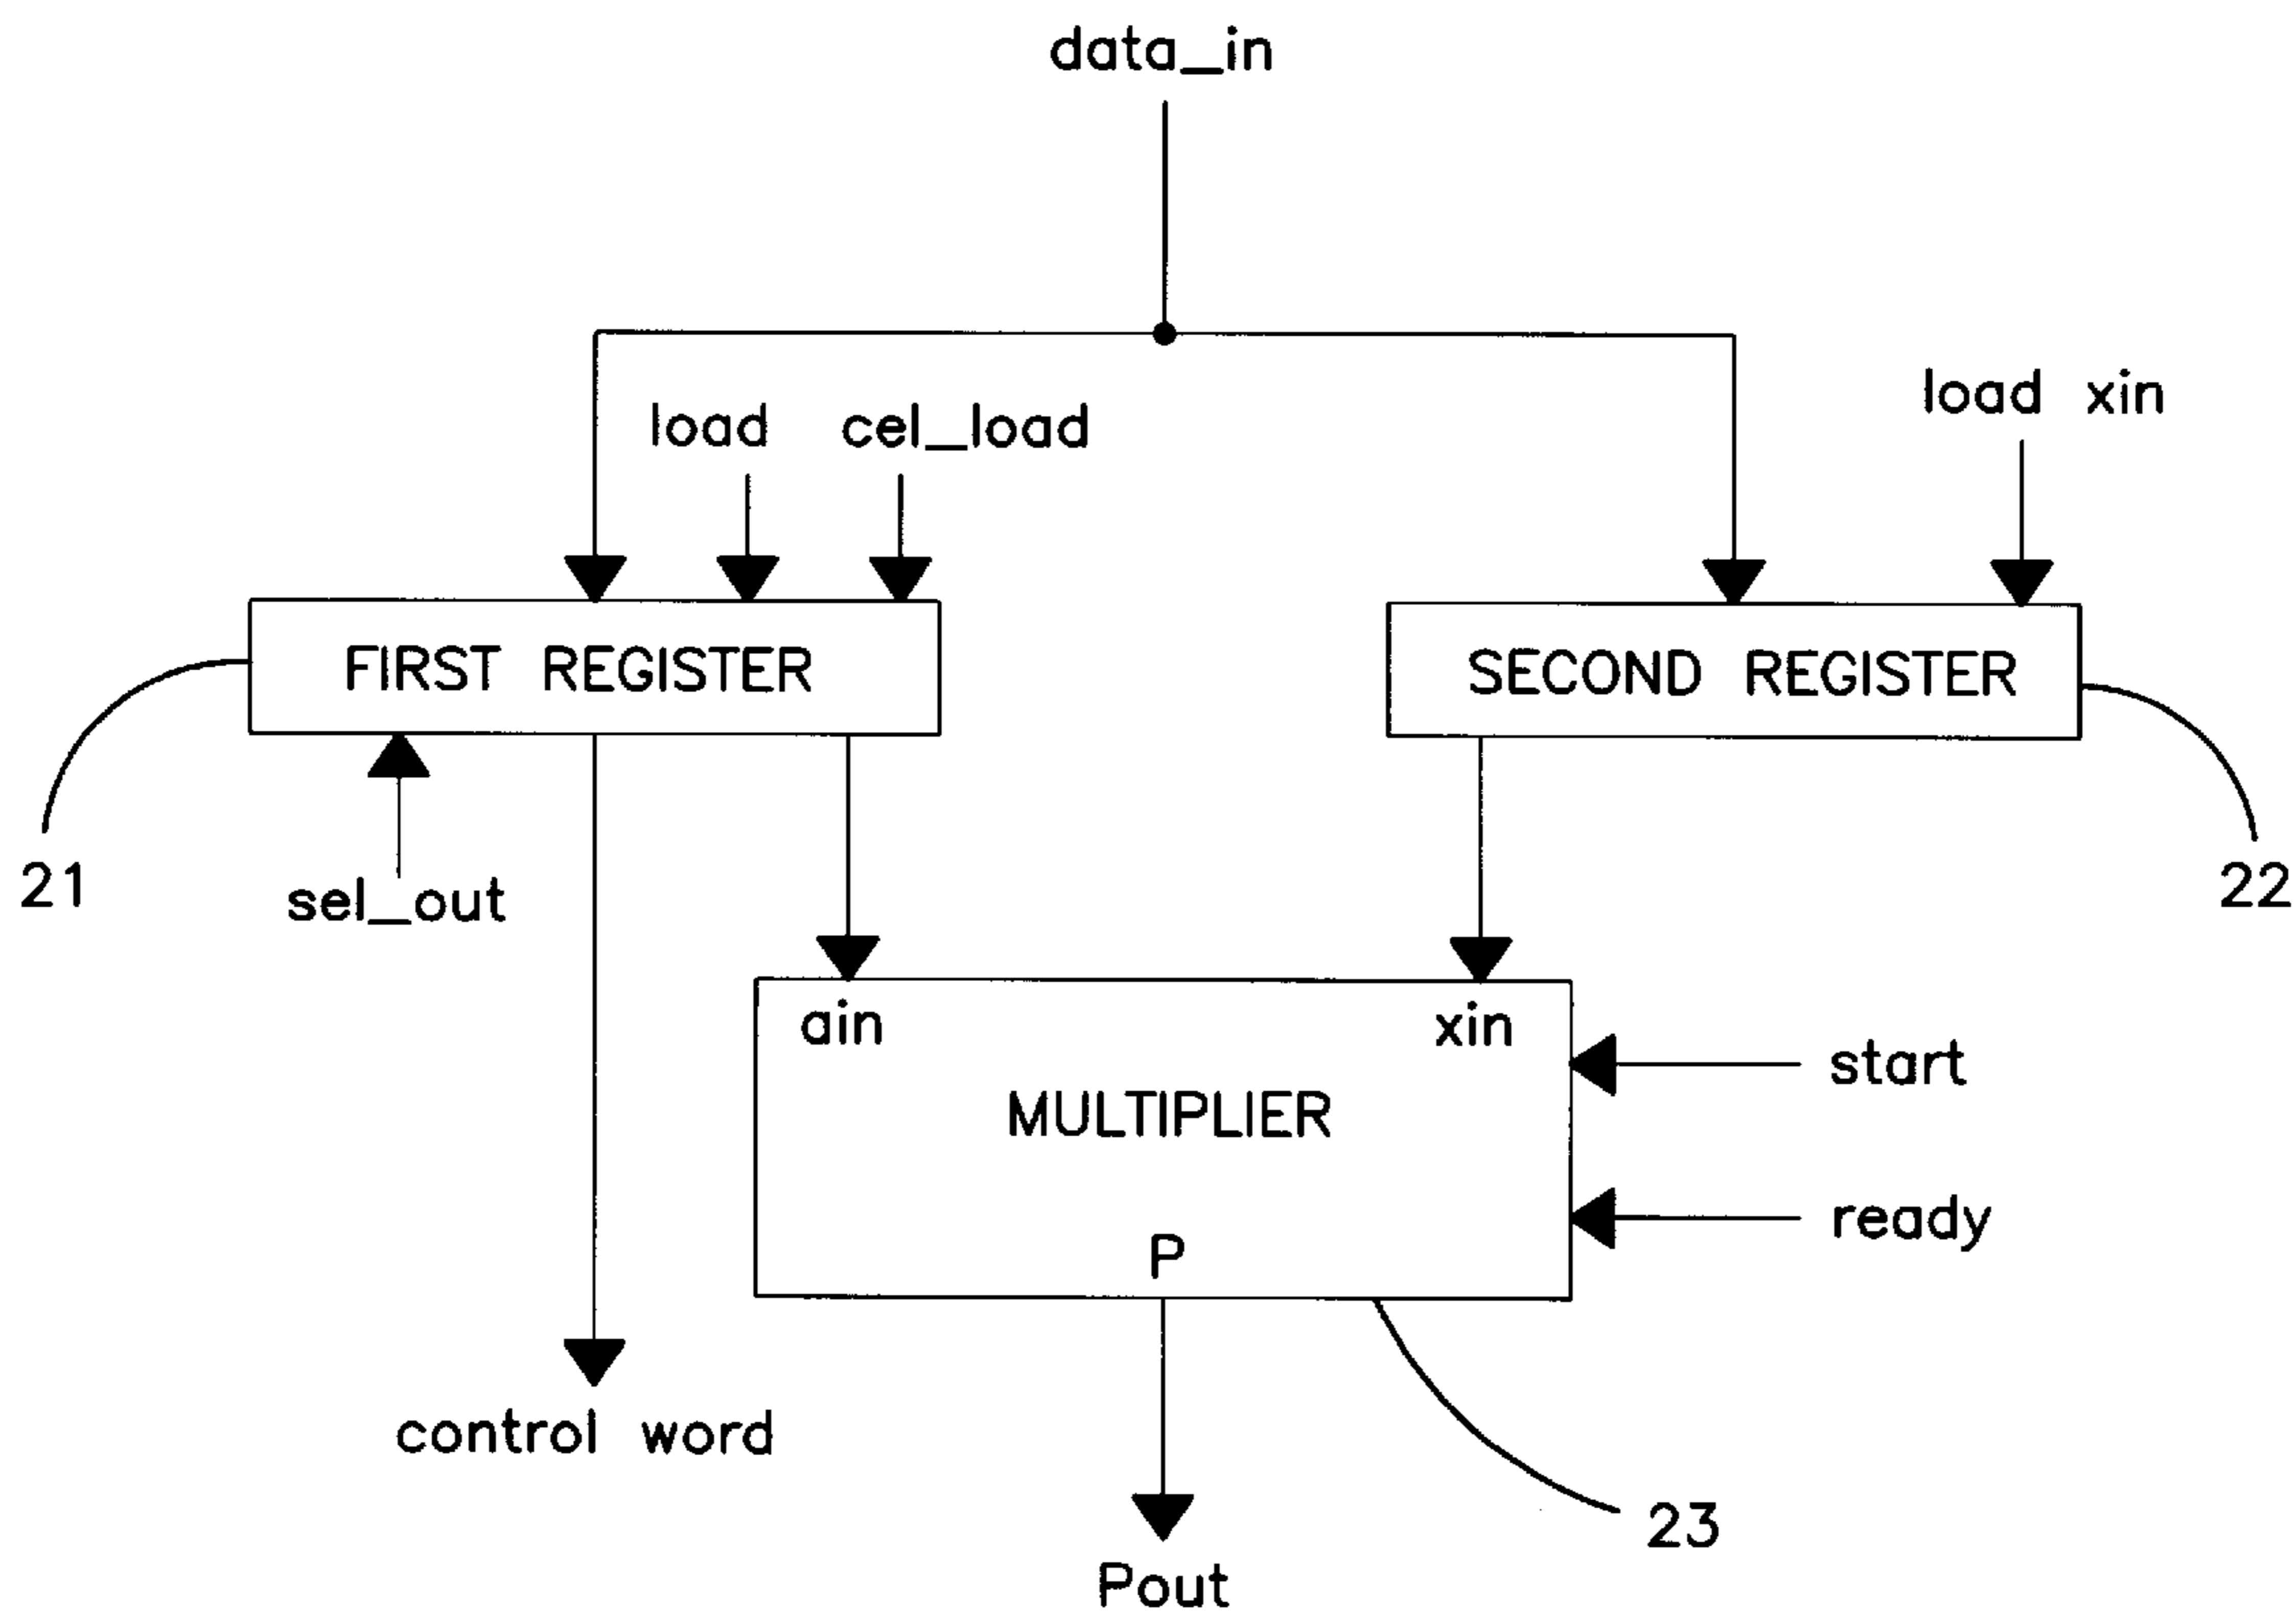 data_in
load cel_load
load xin
FIRST REGISTER
SECOND REGISTER
21
sel_out
22
ain
xin
start
MULTIPLIER
ready
P
control word
23
Pout